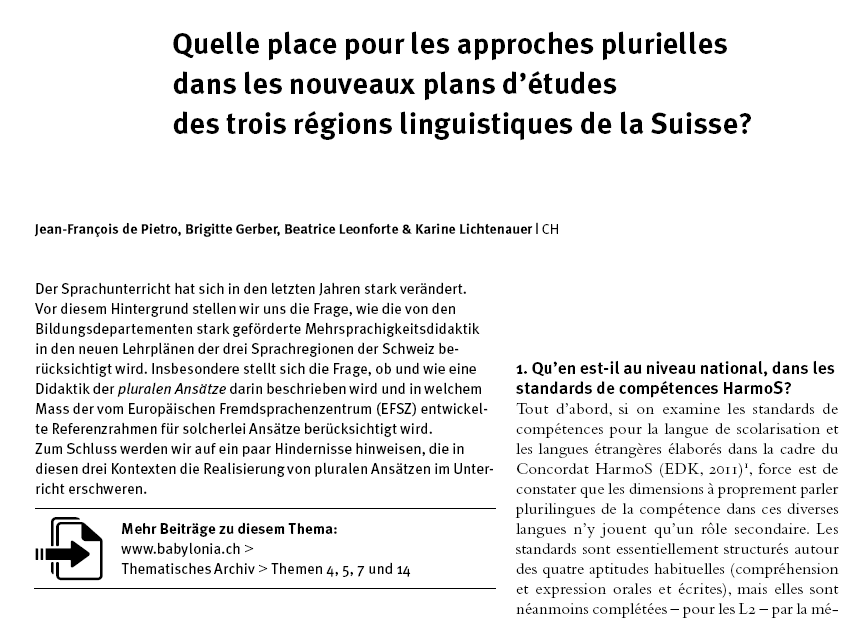 Quelle place pour les approches plurielles
dans les nouveaux plans d’études
des trois régions linguistiques de la Suisse?
Jean-François de Pietro, Brigitte Gerber, Beatrice Leonforte & Karine Lichtenauer | CH
Der Sprachunterricht hat sich in den letzten Jahren stark verändert.
Vor diesem Hintergrund stellen wir uns die Frage, wie die von den
Bildungsdepartementen stark geförderte Mehrsprachigkeitsdidaktik
in den neuen Lehrplänen der drei Sprachregionen der Schweiz be-
rücksichtigt wird. Insbesondere stellt sich die Frage, ob und wie eine
Didaktik der pluralen Ansätze darin beschrieben wird und in welchem
Mass der vom Europäischen Fremdsprachenzentrum (EFSZ) entwickel-
te Referenzrahmen für solcherlei Ansätze berücksichtigt wird.
Zum Schluss werden wir auf ein paar Hindernisse hinweisen, die in
diesen drei Kontexten die Realisierung von pluralen Ansätzen im Unter-
richt erschweren.
Mehr Beiträge zu diesem Thema:
www.babylonia.ch >
Thematisches Archiv > Themen 4, 5, 7 und 14
1. Qu’en est-il au niveau national, dans les
standards de compétences HarmoS?
Tout d’abord, si on examine les standards de
compétences pour la langue de scolarisation et
les langues étrangères élaborés dans la cadre du
Concordat HarmoS (EDK, 2011)¹, force est de
constater que les dimensions à proprement parler
plurilingues de la compétence dans ces diverses
langues n’y jouent qu’un rôle secondaire. Les
standards sont essentiellement structurés autour
des quatre aptitudes habituelles (compréhension
et expression orales et écrites), mais elles sont
néanmoins complétées – pour les L2 – par la mé-